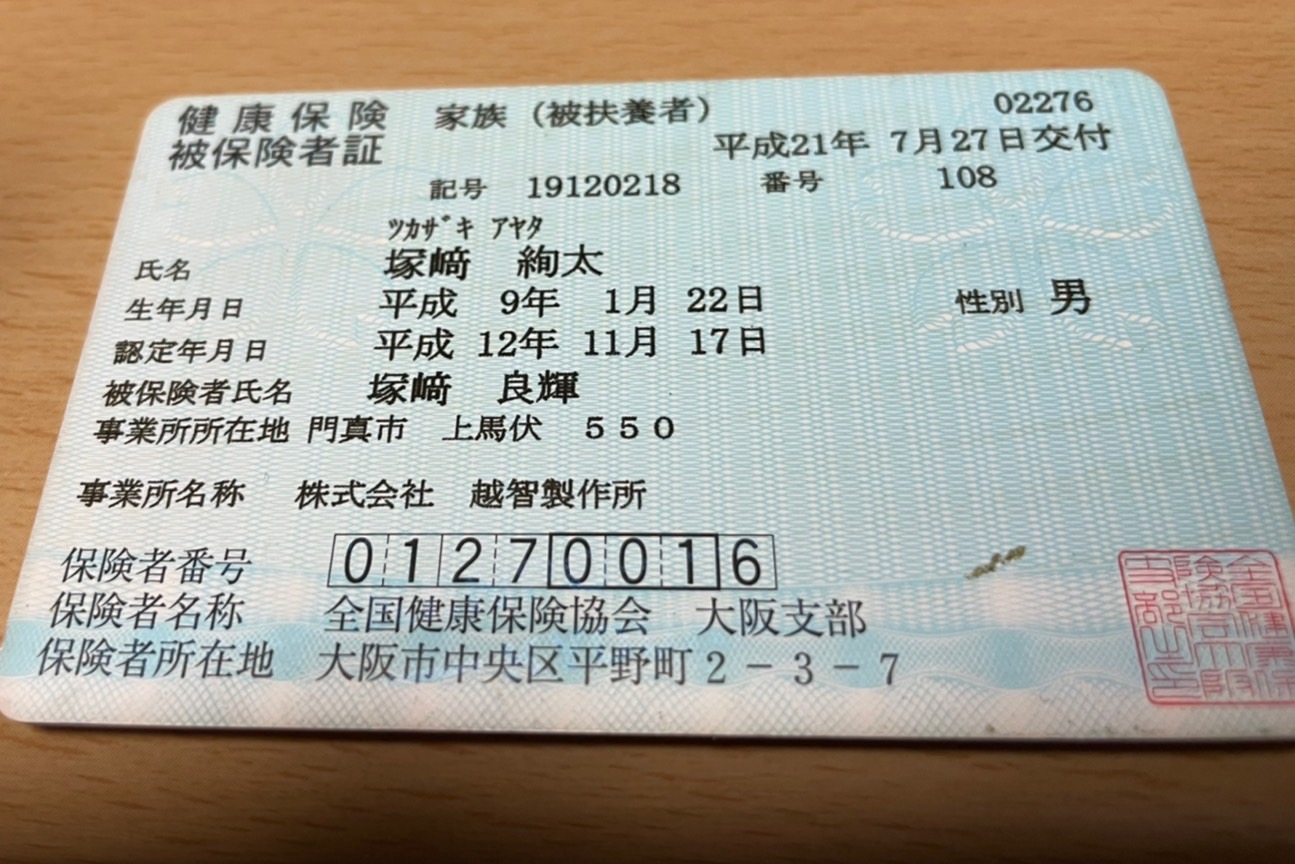 健康保険 家族（被扶養者） 02276
被保険者証 平成21年 7月27日交付
記号 19120218 番号 108
ﾂｶｻﾞｷ ｱﾔﾀ
氏名 塚﨑 絢太
生年月日 平成 9年 1月 22日 性別 男
認定年月日 平成 12年 11月 17日
被保険者氏名 塚﨑 良輝
事業所所在地 門真市 上馬伏 ５５０
事業所名称 株式会社 越智製作所
保険者番号 01270016
保険者名称 全国健康保険協会 大阪支部
保険者所在地 大阪市中央区平野町２－３－７